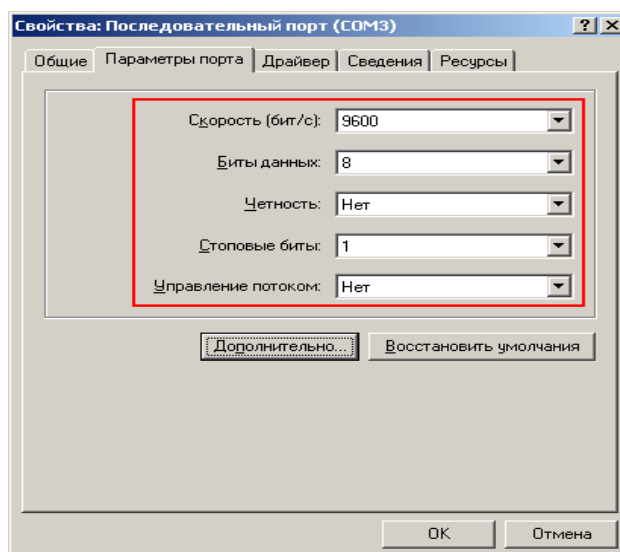 Свойства: Последовательный порт (COM3)
Общие Параметры порта Драйвер Сведения Ресурсы
Скорость (бит/с): 9600
Биты данных: 8
Четность: Нет
Стоповые биты: 1
Управление потоком: Нет
Дополнительно... Восстановить умолчания
OK Отмена